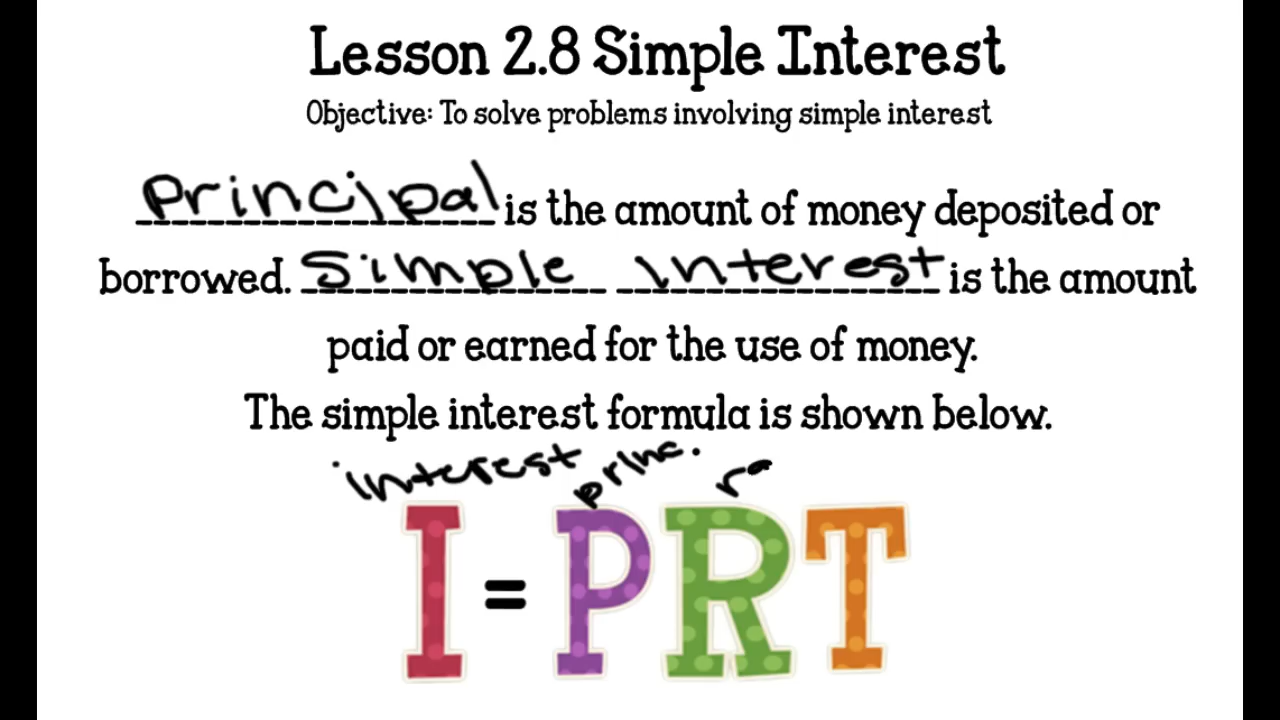 Lesson 2.8 Simple Interest
Objective: To solve problems involving simple interest
Principal is the amount of money deposited or
borrowed. Simple interest is the amount
paid or earned for the use of money.
The simple interest formula is shown below.
interest princ. ra
I = PRT